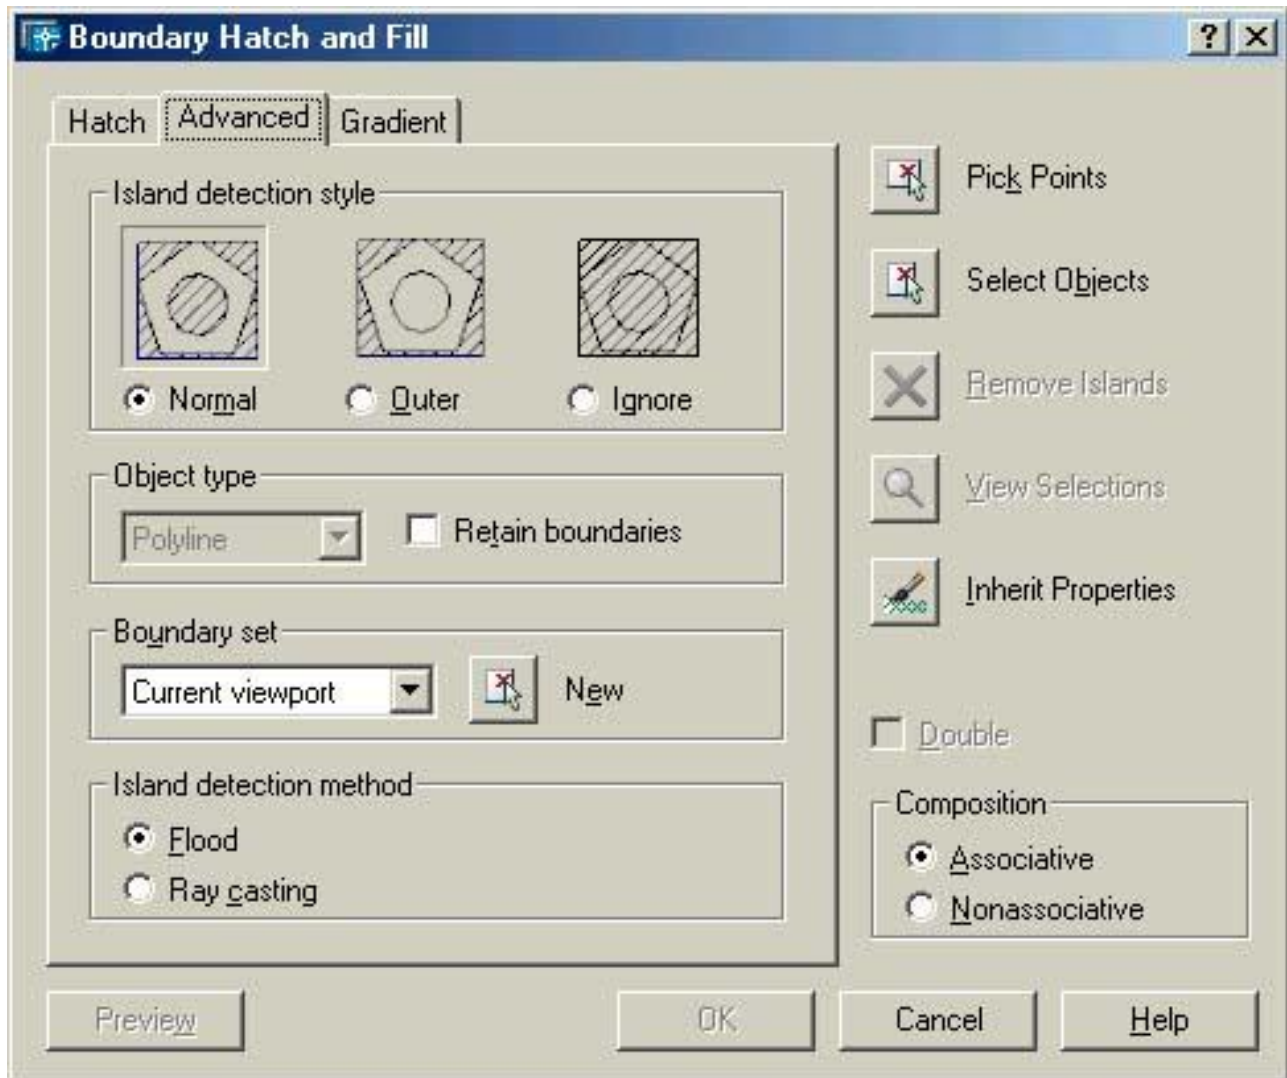 Boundary Hatch and Fill
Hatch Advanced Gradient
Island detection style
Normal Outer Ignore
Object type
Polyline Retain boundaries
Boundary set
Current viewport New
Island detection method
Flood
Ray casting
Pick Points
Select Objects
Remove Islands
View Selections
Inherit Properties
Double
Composition
Associative
Nonassociative
Preview OK Cancel Help